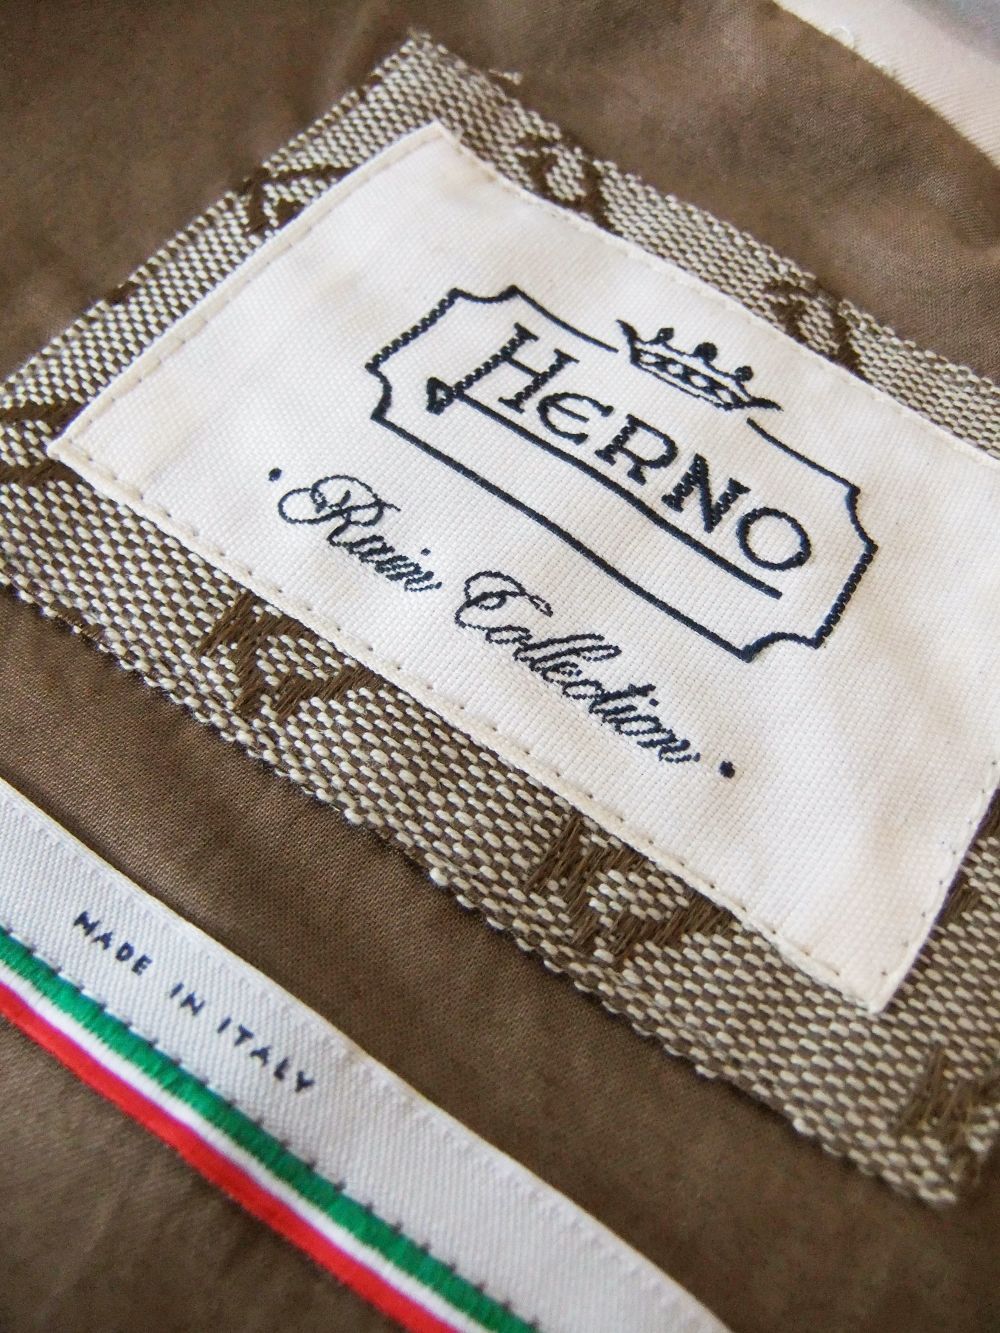 HERNO
· Rain Collection ·
MADE IN ITALY